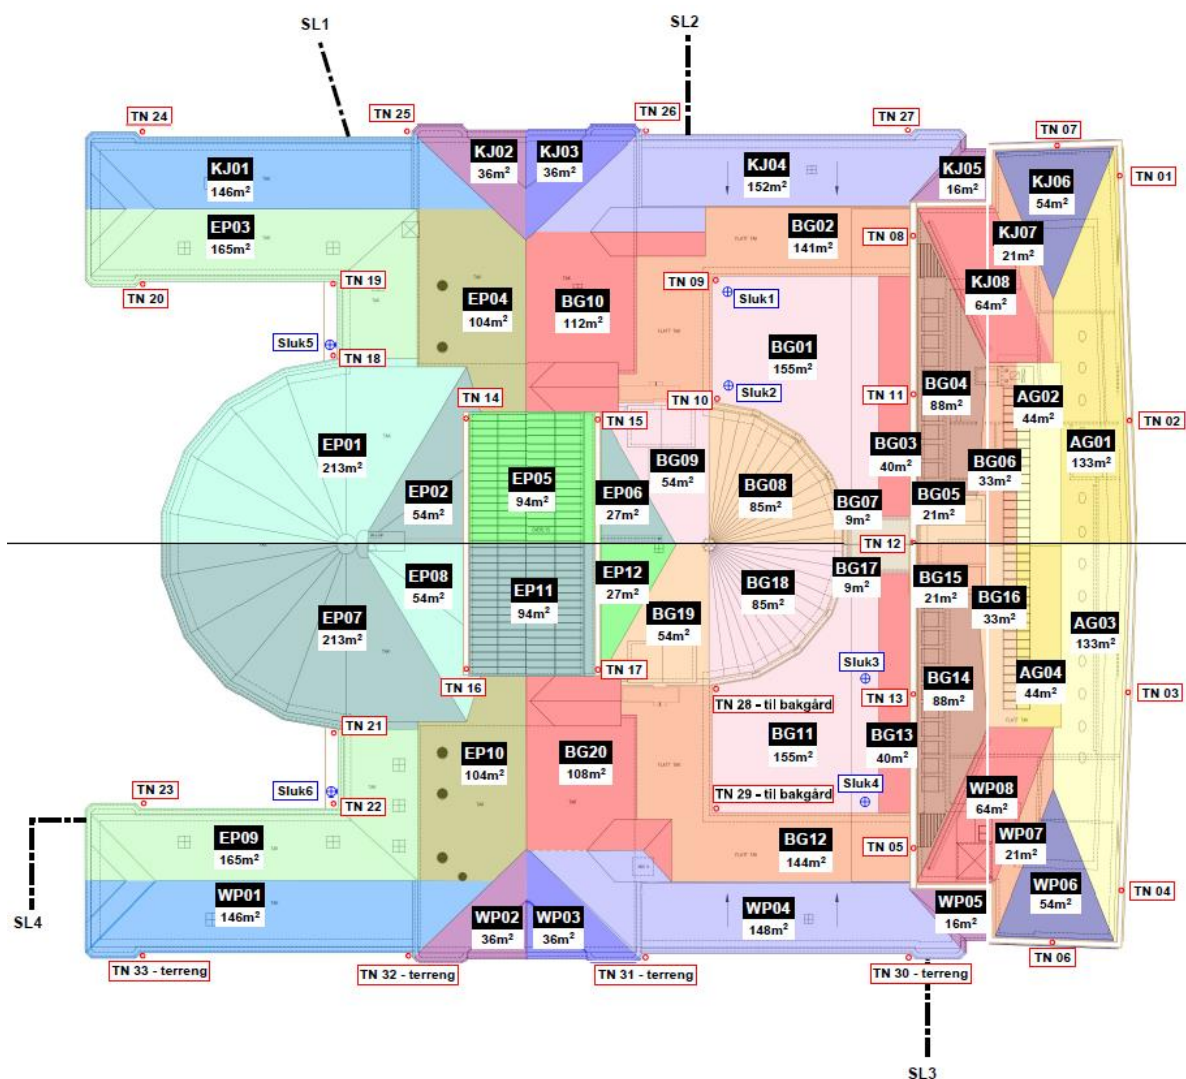 SL1
SL2
TN 24
TN 25
TN 26
TN 27
TN 07
KJ01
146m²
KJ02
36m²
KJ03
36m²
KJ04
152m²
KJ05
16m²
KJ06
54m²
TN 01
EP03
165m²
BG02
141m²
TN 08
KJ07
21m²
KJ08
64m²
TN 20
TN 19
TN 09
Sluk1
EP04
104m²
BG10
112m²
Sluk5
TN 18
BG01
155m²
Sluk2
BG04
88m²
TN 14
TN 15
TN 10
TN 11
AG02
44m²
TN 02
EP01
213m²
EP02
54m²
EP05
94m²
EP06
27m²
BG09
54m²
BG08
85m²
BG03
40m²
BG06
33m²
AG01
133m²
BG07
9m²
BG05
21m²
TN 12
EP07
213m²
EP08
54m²
EP11
94m²
EP12
27m²
BG19
54m²
BG18
85m²
BG17
9m²
BG15
21m²
BG16
33m²
AG03
133m²
TN 16
TN 17
Sluk3
TN 28 - til bakgård
TN 13
BG14
88m²
AG04
44m²
TN 03
FLATT TAK
TN 21
EP10
104m²
BG20
108m²
BG11
155m²
BG13
40m²
TN 23
Sluk6
TN 22
TN 29 - til bakgård
Sluk4
WP08
64m²
EP09
165m²
BG12
144m²
TN 05
WP07
21m²
WP01
146m²
WP02
36m²
WP03
36m²
WP04
148m²
WP05
16m²
WP06
54m²
TN 04
SL4
TN 33 - terreng
TN 32 - terreng
TN 31 - terreng
TN 30 - terreng
TN 06
SL3